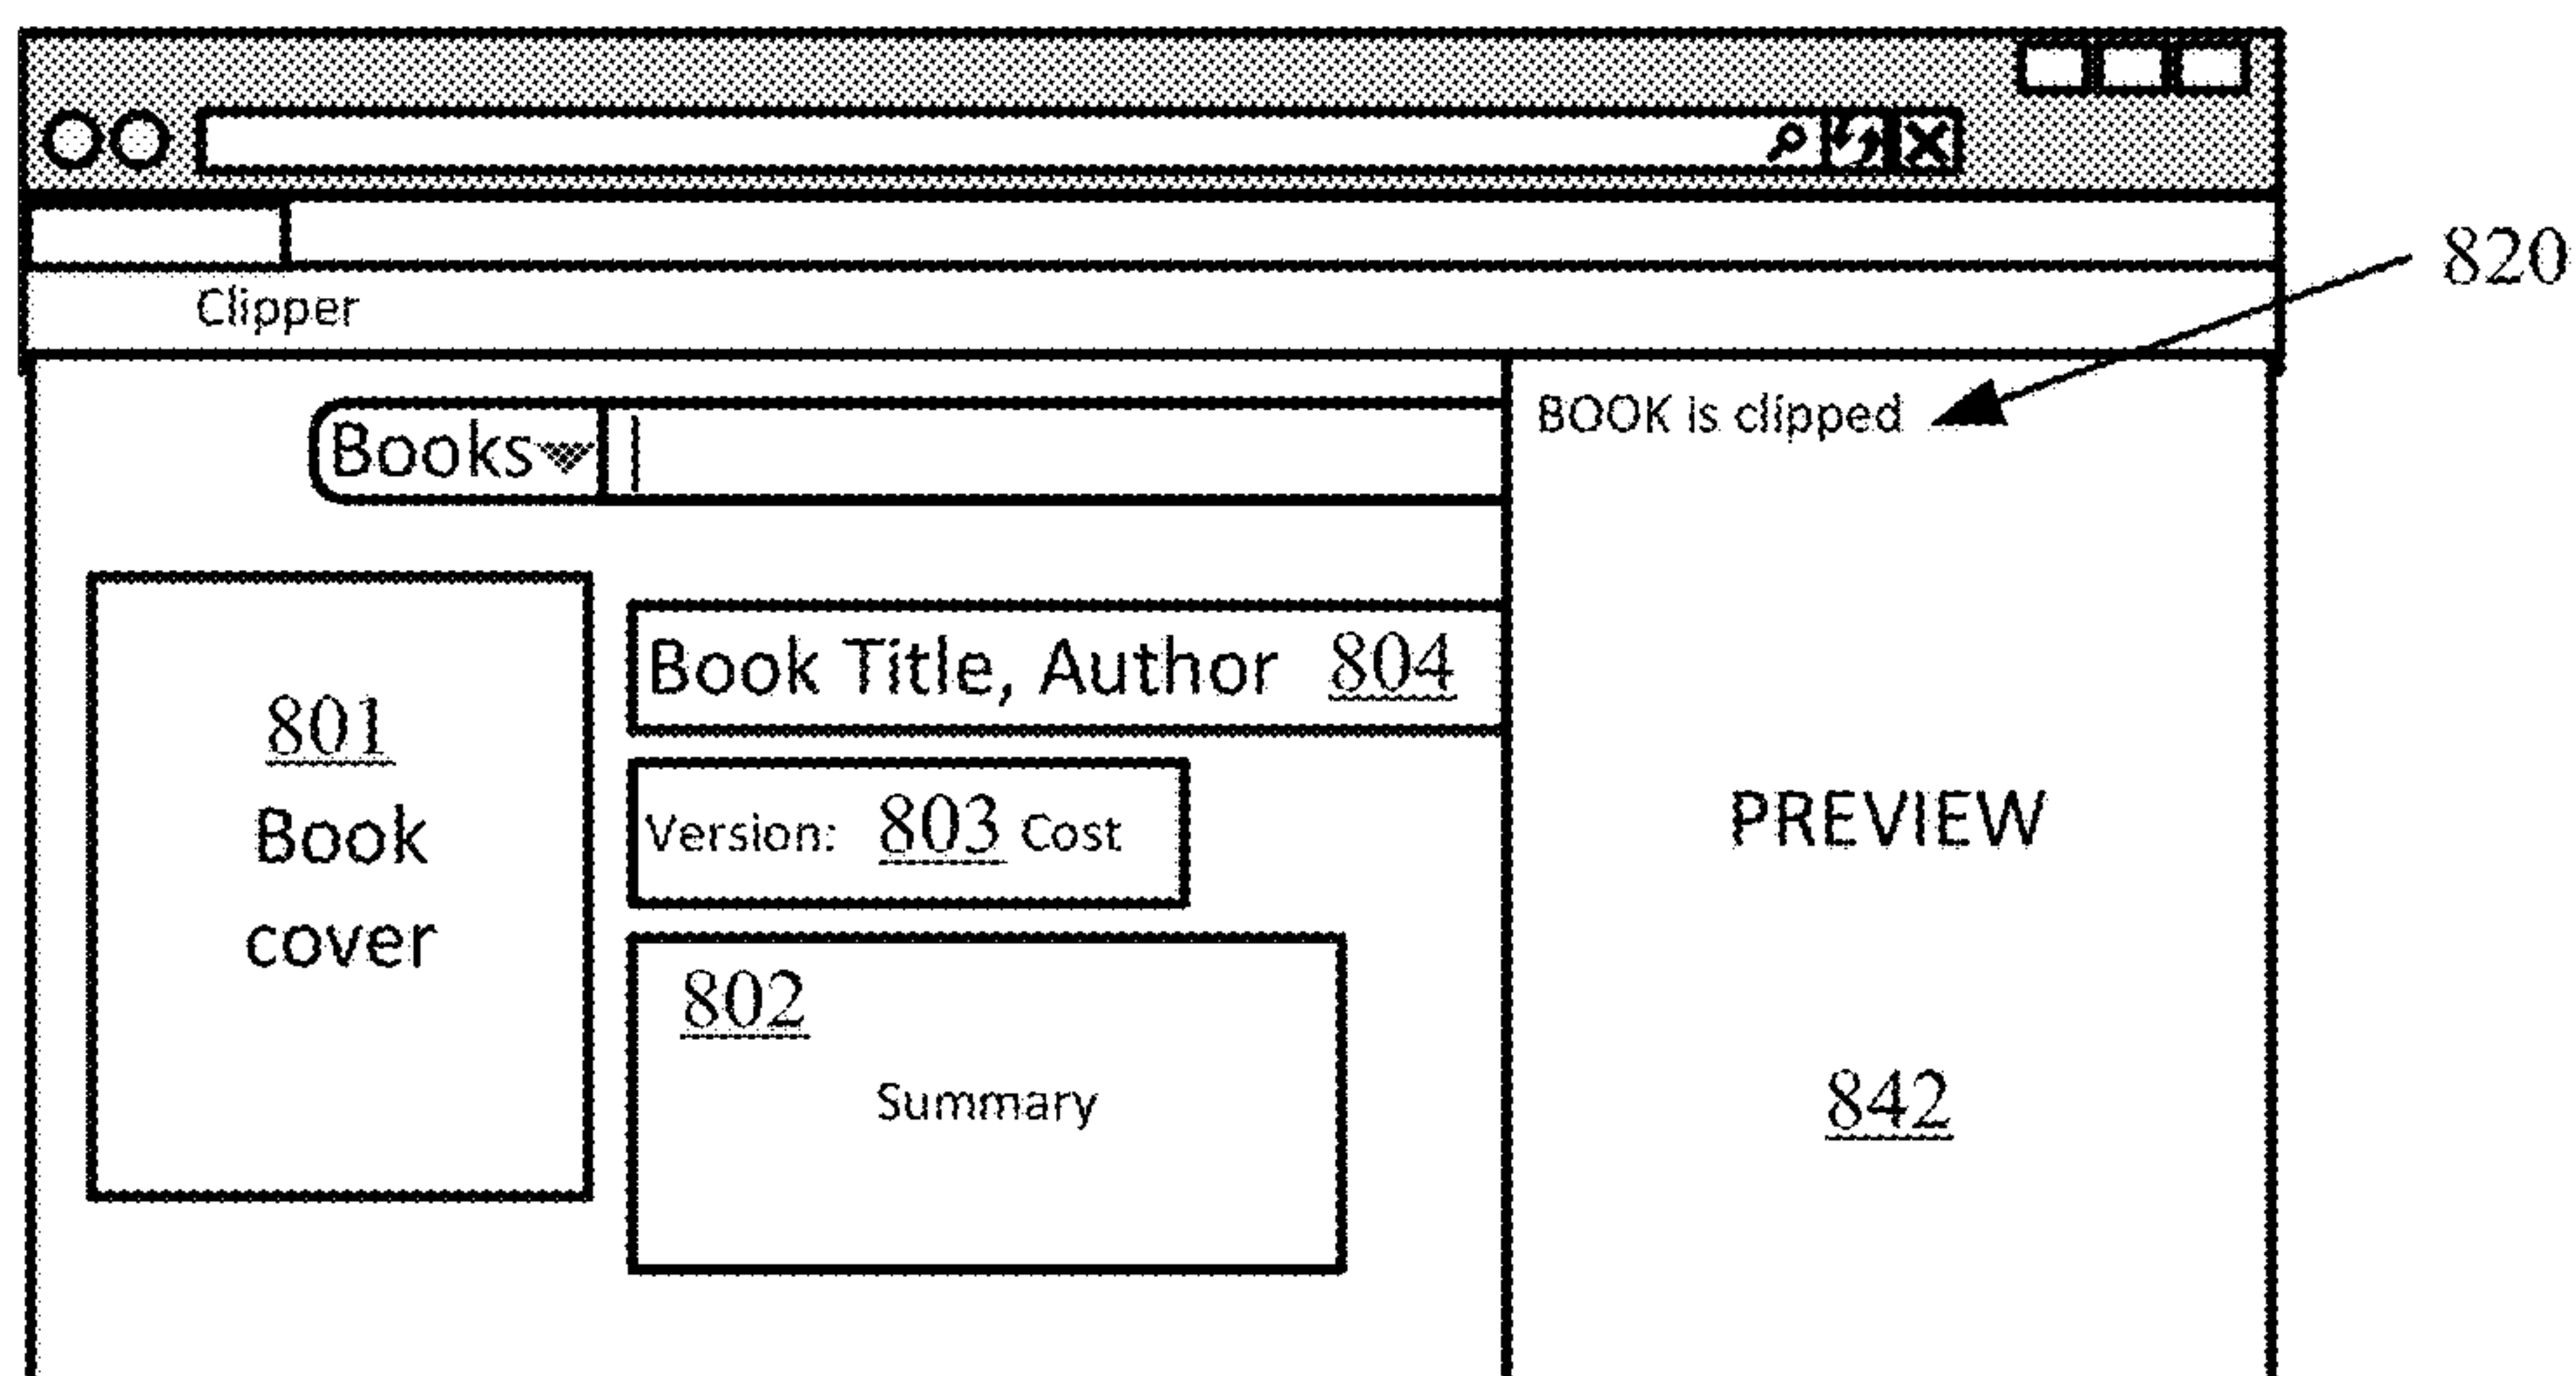 820
Clipper
Books
BOOK is clipped
801
Book
cover
Book Title, Author 804
Version: 803 Cost
802
Summary
PREVIEW
842